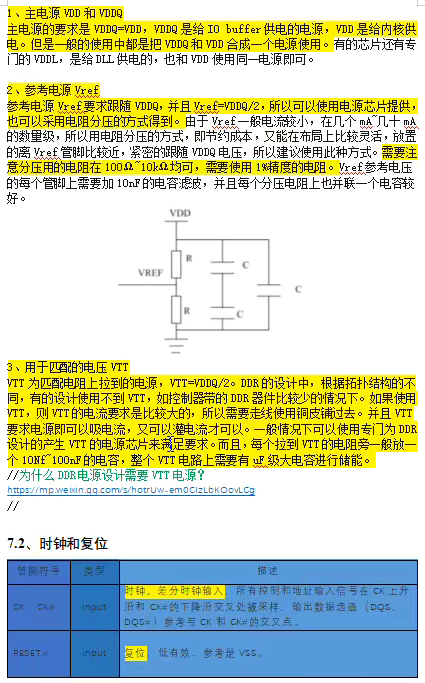 1、主电源 VDD 和 VDDQ
主电源的要求是 VDDQ=VDD，VDDQ 是给 IO buffer 供电的电源，VDD 是给内核供
电。但是一般的使用中都是把 VDDQ 和 VDD 合成一个电源使用。有的芯片还有专
门的 VDDL，是给 DLL 供电的，也和 VDD 使用同一电源即可。
2、参考电源 Vref
参考电源 Vref 要求跟随 VDDQ，并且 Vref=VDDQ/2，所以可以使用电源芯片提供，
也可以采用电阻分压的方式得到。由于 Vref 一般电流较小，在几个 mA~几十 mA
的数量级，所以用电阻分压的方式，即节约成本，又能在布局上比较灵活，放置
的离 Vref 管脚比较近，紧密的跟随 VDDQ 电压，所以建议使用此种方式。需要注
意分压用的电阻在 100Ω~10kΩ均可，需要使用 1%精度的电阻。Vref 参考电压
的每个管脚上需要加 10nF 的电容滤波，并且每个分压电阻上也并联一个电容较
好。
VDD
R
C
VREF
C
R
C
3、用于匹配的电压 VTT
VTT 为匹配电阻上拉到的电源，VTT=VDDQ/2。DDR 的设计中，根据拓扑结构的不
同，有的设计使用不到 VTT，如控制器带的 DDR 器件比较少的情况下。如果使用
VTT，则 VTT 的电流要求是比较大的，所以需要走线使用铜皮铺过去。并且 VTT
要求电源即可以吸电流，又可以灌电流才可以。一般情况下可以使用专门为 DDR
设计的产生 VTT 的电源芯片来满足要求。而且，每个拉到 VTT 的电阻旁一般放一
个 10Nf~100nF 的电容，整个 VTT 电路上需要有 uF 级大电容进行储能。
//为什么 DDR 电源设计需要 VTT 电源？
https://mp.weixin.qq.com/s/hotrUw-em0CizLbKOovLCg
//
7.2、时钟和复位
管脚符号 类型 描述
CK CK# Input 时钟，差分时钟输入，所有控制和地址输入信号在 CK 上升
沿和 CK#的下降沿交叉处被采样，输出数据选通（DQS、
DQS#）参考与 CK 和 CK#的交叉点。
RESET# Input 复位，低有效，参考是 VSS。